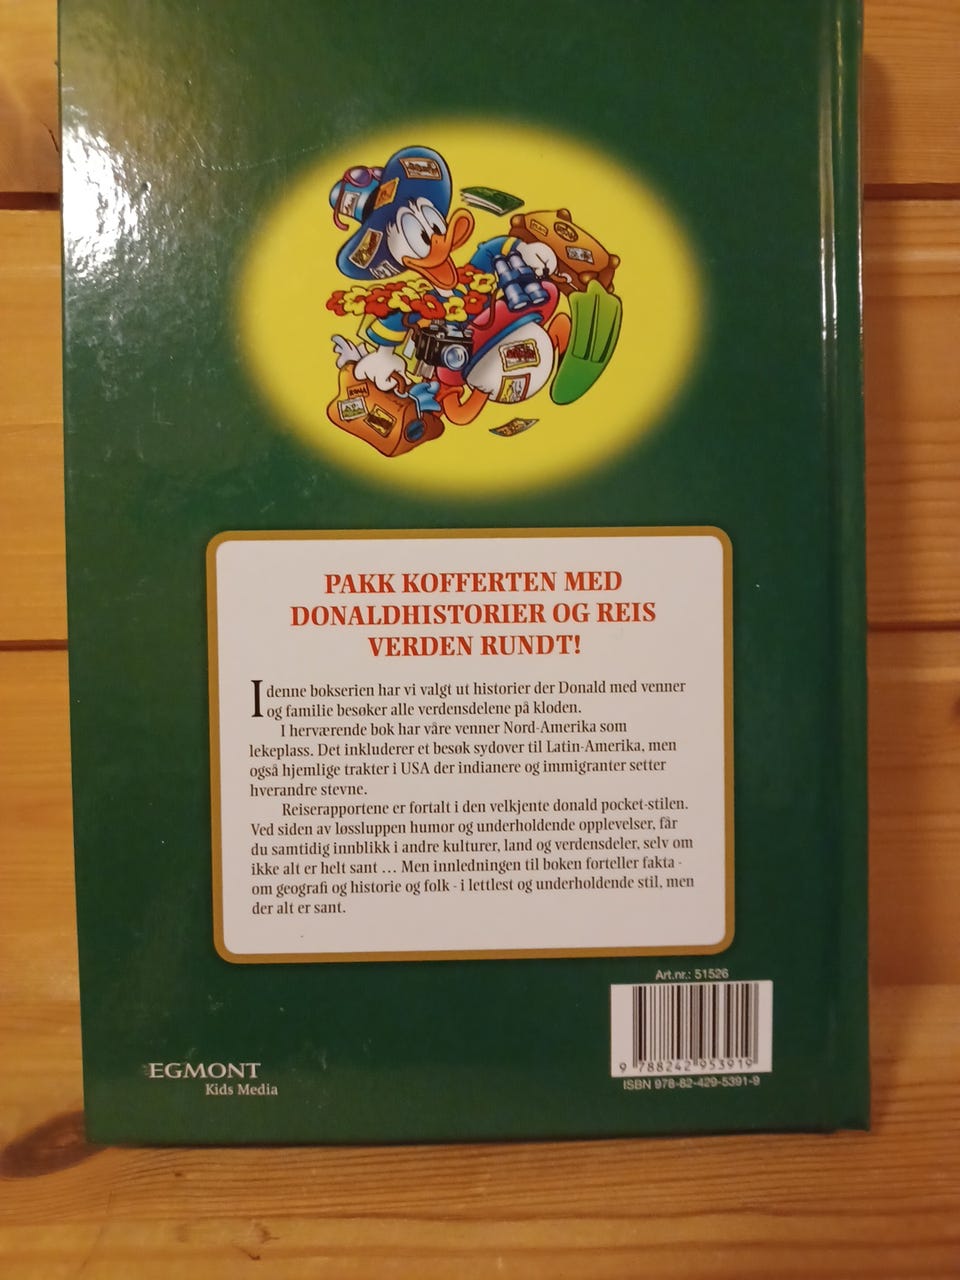 PAKK KOFFERTEN MED
DONALDHISTORIER OG REIS
VERDEN RUNDT!
I denne bokserien har vi valgt ut historier der Donald med venner
og familie besøker alle verdensdelene på kloden.
I herværende bok har våre venner Nord-Amerika som
lekeplass. Det inkluderer et besøk sydover til Latin-Amerika, men
også hjemlige trakter i USA der indianere og immigranter setter
hverandre stevne.
Reiserapportene er fortalt i den velkjente donald pocket-stilen.
Ved siden av løssluppen humor og underholdende opplevelser, får
du samtidig innblikk i andre kulturer, land og verdensdeler, selv om
ikke alt er helt sant ... Men innledningen til boken forteller fakta -
om geografi og historie og folk - i lettlest og underholdende stil, men
der alt er sant.
Art.nr.: 51526
9 788242 953919
ISBN 978-82-429-5391-9
EGMONT
Kids Media